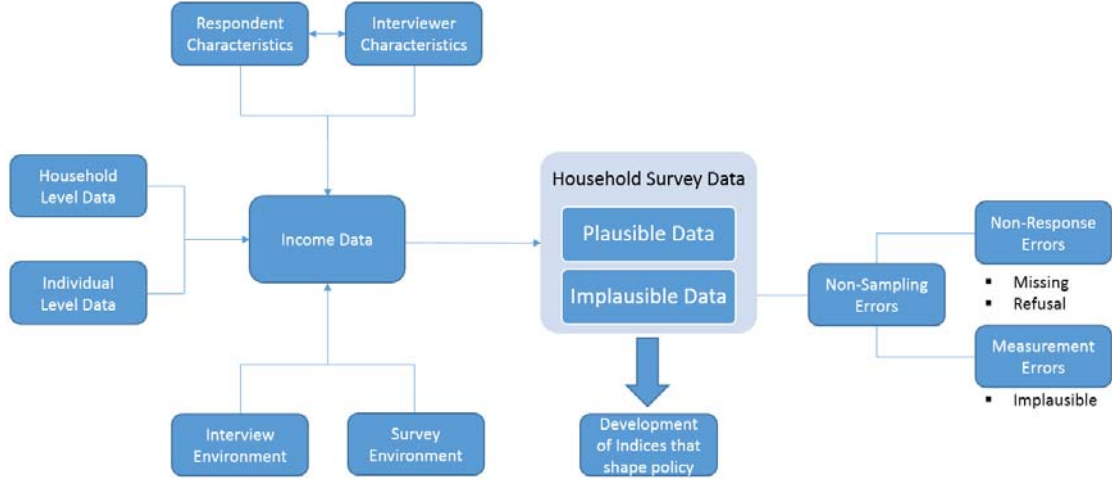 Respondent
Characteristics
Interviewer
Characteristics
Household
Level Data
Individual
Level Data
Income Data
Interview
Environment
Survey
Environment
Household Survey Data
Plausible Data
Implausible Data
Development
of Indices that
shape policy
Non-Sampling
Errors
Non-Response
Errors
▪ Missing
▪ Refusal
Measurement
Errors
▪ Implausible